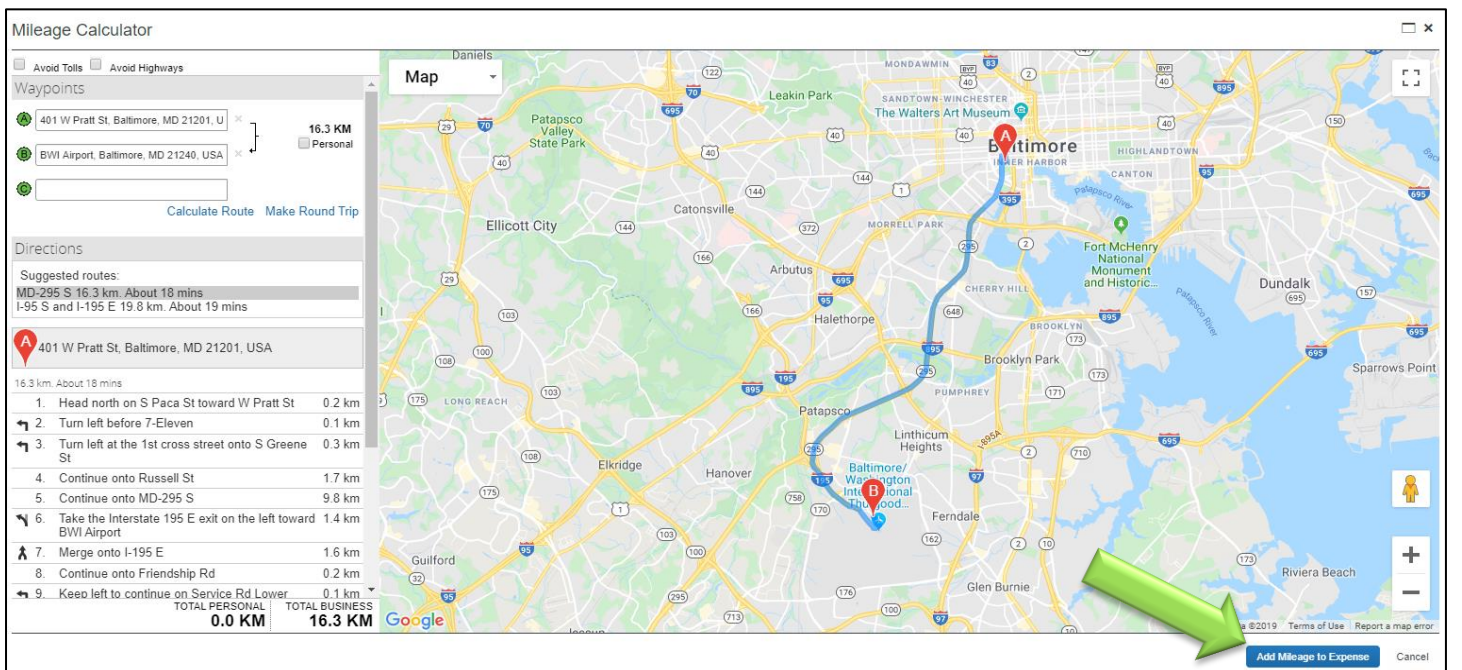 Mileage Calculator
Avoid Tolls Avoid Highways
Waypoints
A 401 W Pratt St, Baltimore, MD 21201, U
B BWI Airport, Baltimore, MD 21240, USA
C
16.3 KM
Personal
Calculate Route Make Round Trip
Directions
Suggested routes:
MD-295 S 16.3 km. About 18 mins
I-95 S and I-195 E 19.8 km. About 19 mins
A 401 W Pratt St, Baltimore, MD 21201, USA
16.3 km. About 18 mins
1. Head north on S Paca St toward W Pratt St 0.2 km
2. Turn left before 7-Eleven 0.1 km
3. Turn left at the 1st cross street onto S Greene 0.3 km
St
4. Continue onto Russell St 1.7 km
5. Continue onto MD-295 S 9.8 km
6. Take the Interstate 195 E exit on the left toward 1.4 km
BWI Airport
7. Merge onto I-195 E 1.6 km
8. Continue onto Friendship Rd 0.2 km
9. Keep left to continue on Service Rd Lower 0.1 km
TOTAL PERSONAL TOTAL BUSINESS
0.0 KM 16.3 KM
Map
Daniels
MONDAWMIN
Leakin Park
SANDTOWN-WINCHESTER
The Walters Art Museum
Patapsco
Valley
State Park
A
Baltimore
INNER HARBOR
HIGHLANDTOWN
CANTON
Patapsco River
Catonsville
Ellicott City
MORRELL PARK
Fort McHenry
National
Monument
and Historic...
Arbutus
Dundalk
CHERRY HILL
Patapsco River
Halethorpe
BROOKLYN
Brooklyn Park
Sparrows Point
LONG REACH
PUMPHREY
Patapsco
Linthicum
Heights
Elkridge
Hanover
Baltimore/
Washington
International
Thurgood...
B
Ferndale
Guilford
Glen Burnie
Riviera Beach
Google
©2019 Terms of Use Report a map error
Add Mileage to Expense Cancel